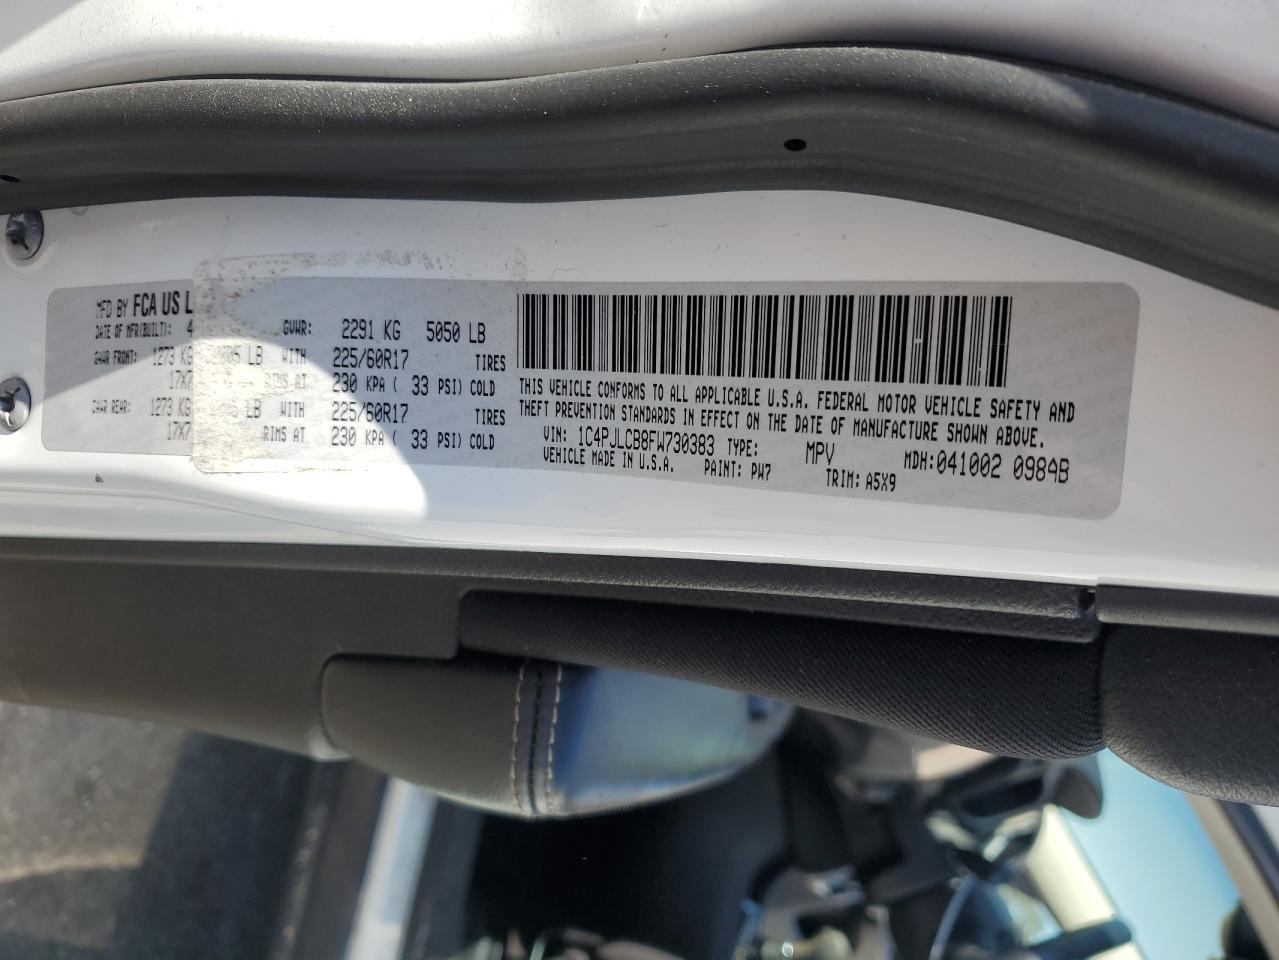 MFD BY FCA US L
DATE OF MFR(BUILT): 4
GVWR: 2291 KG 5050 LB
GAWR FRONT: 1273 KG LB WITH 225/60R17 TIRES
17X7 RIMS AT 230 KPA ( 33 PSI) COLD
GAWR REAR: 1273 KG LB WITH 225/60R17 TIRES
17X7 RIMS AT 230 KPA ( 33 PSI) COLD
THIS VEHICLE CONFORMS TO ALL APPLICABLE U.S.A. FEDERAL MOTOR VEHICLE SAFETY AND
THEFT PREVENTION STANDARDS IN EFFECT ON THE DATE OF MANUFACTURE SHOWN ABOVE.
VIN: 1C4PJLCB8FW730383 TYPE: MPV MDH:041002 0984B
VEHICLE MADE IN U.S.A. PAINT: PW7 TRIM: A5X9